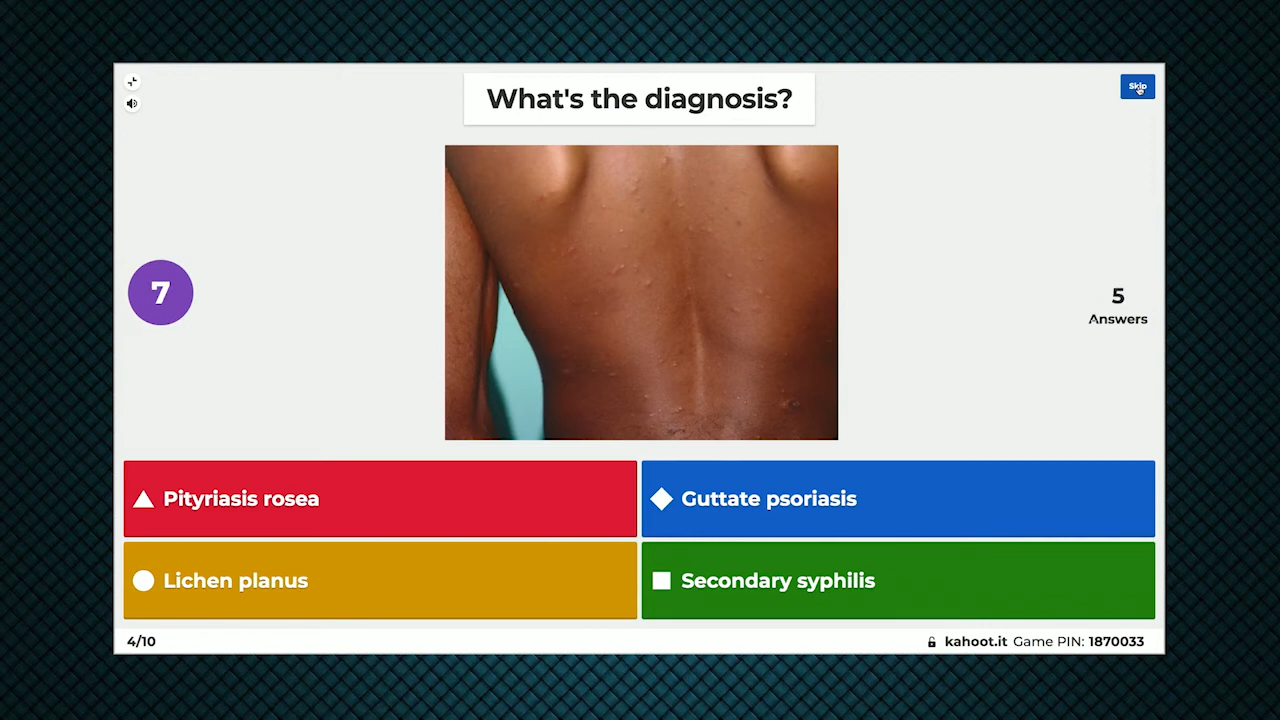 What's the diagnosis?
Skip
7
5
Answers
Pityriasis rosea
Guttate psoriasis
Lichen planus
Secondary syphilis
4/10
kahoot.it Game PIN: 1870033